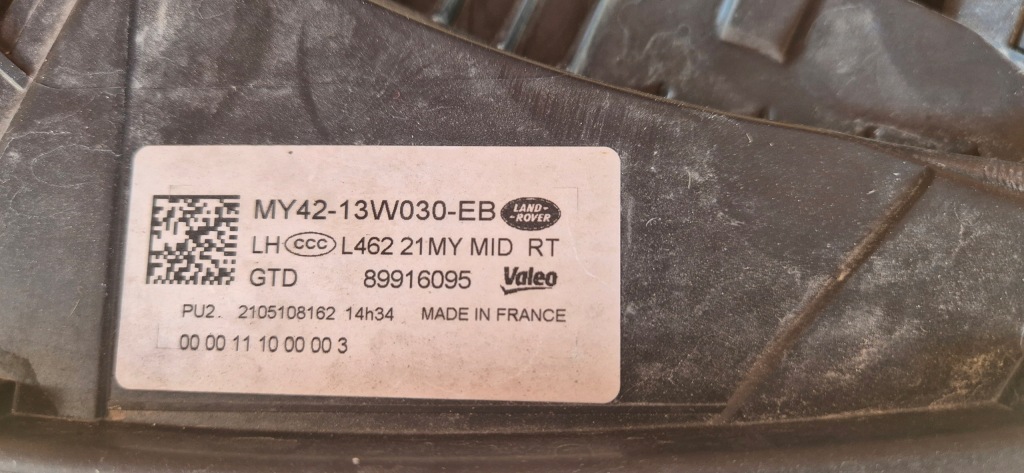 MY42-13W030-EB LAND-ROVER
LH CCC L462 21MY MID RT
GTD 89916095 Valeo
PU2. 2105108162 14h34 MADE IN FRANCE
00 00 11 10 00 00 3